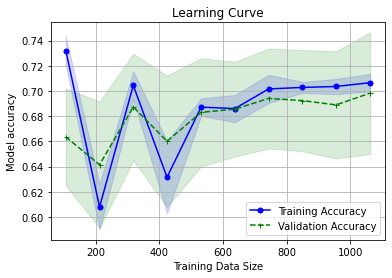 Learning Curve
Model accuracy
0.74
0.72
0.70
0.68
0.66
0.64
0.62
0.60
200
400
600
800
1000
Training Data Size
Training Accuracy
Validation Accuracy